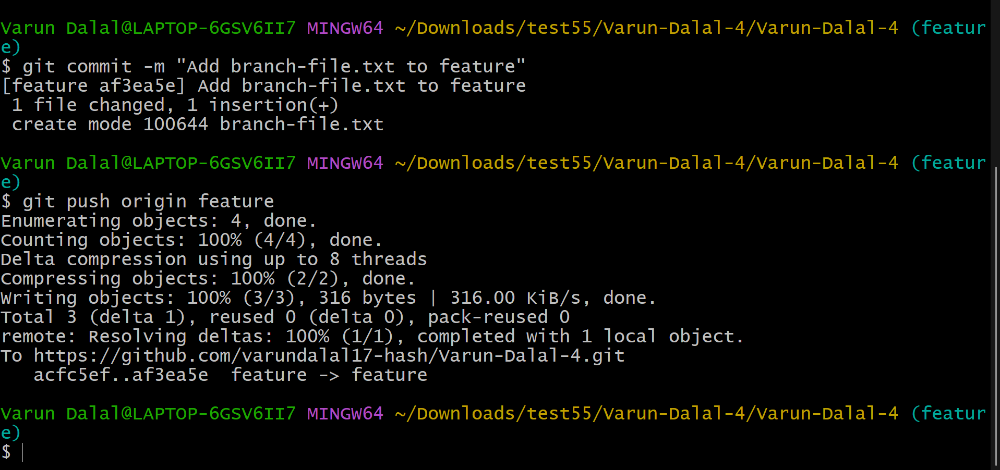 Varun Dalal@LAPTOP-6GSV6II7 MINGW64 ~/Downloads/test55/Varun-Dalal-4/Varun-Dalal-4 (featur
e)
$ git commit -m "Add branch-file.txt to feature"
[feature af3ea5e] Add branch-file.txt to feature
 1 file changed, 1 insertion(+)
 create mode 100644 branch-file.txt

Varun Dalal@LAPTOP-6GSV6II7 MINGW64 ~/Downloads/test55/Varun-Dalal-4/Varun-Dalal-4 (featur
e)
$ git push origin feature
Enumerating objects: 4, done.
Counting objects: 100% (4/4), done.
Delta compression using up to 8 threads
Compressing objects: 100% (2/2), done.
Writing objects: 100% (3/3), 316 bytes | 316.00 KiB/s, done.
Total 3 (delta 1), reused 0 (delta 0), pack-reused 0
remote: Resolving deltas: 100% (1/1), completed with 1 local object.
To https://github.com/varundalal17-hash/Varun-Dalal-4.git
   acfc5ef..af3ea5e  feature -> feature

Varun Dalal@LAPTOP-6GSV6II7 MINGW64 ~/Downloads/test55/Varun-Dalal-4/Varun-Dalal-4 (featur
e)
$